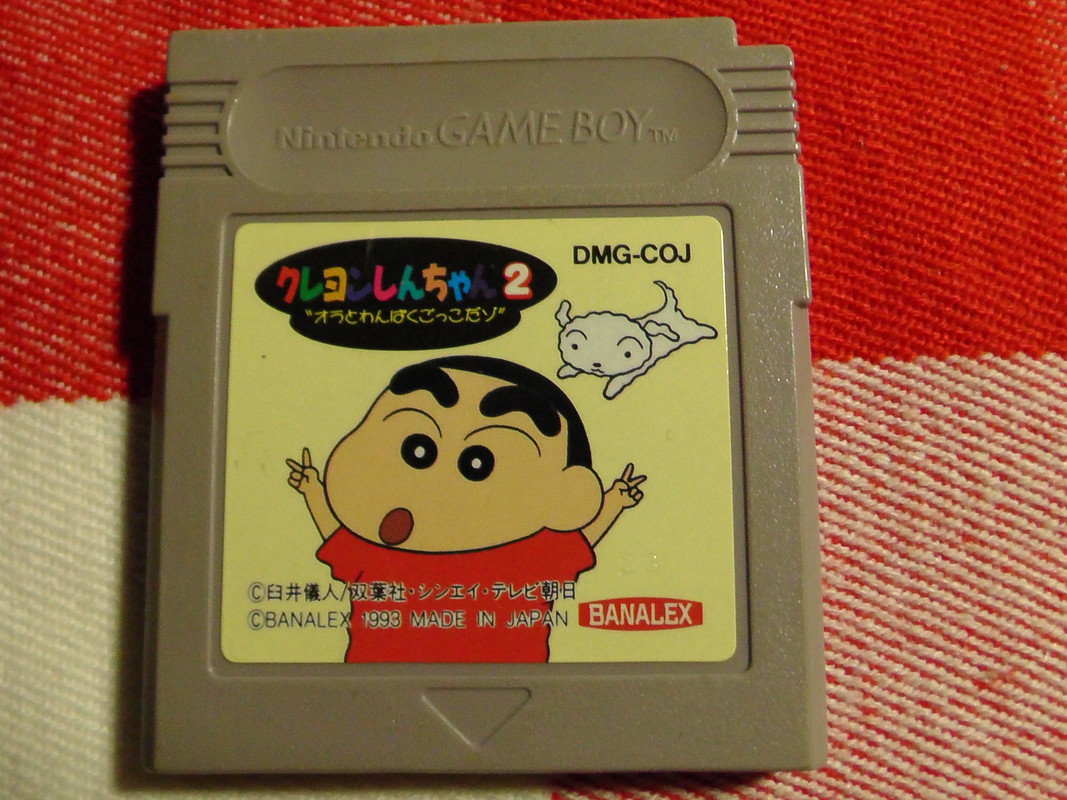 Nintendo GAME BOY TM
DMG-COJ
クレヨンしんちゃん2
"オラとわんぱくごっこだゾ"
©臼井儀人/双葉社・シンエイ・テレビ朝日
©BANALEX 1993 MADE IN JAPAN
BANALEX